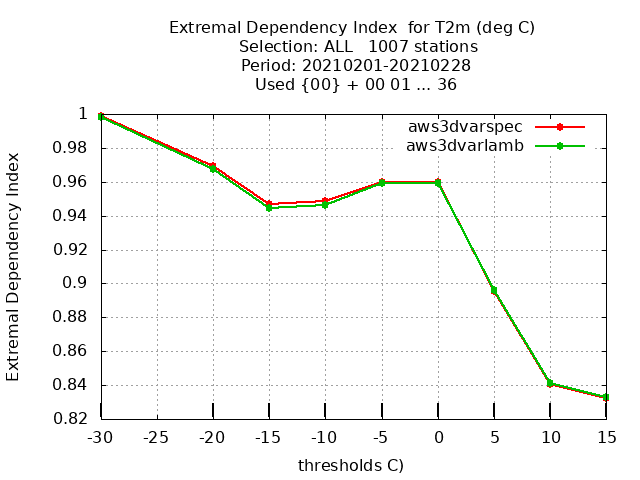 Extremal Dependency Index  for T2m (deg C)
Selection: ALL   1007 stations
Period: 20210201-20210228
Used {00} + 00 01 ... 36
aws3dvarspec
aws3dvarlamb
Extremal Dependency Index
1
0.98
0.96
0.94
0.92
0.9
0.88
0.86
0.84
0.82
-30 -25 -20 -15 -10 -5 0 5 10 15
thresholds C)